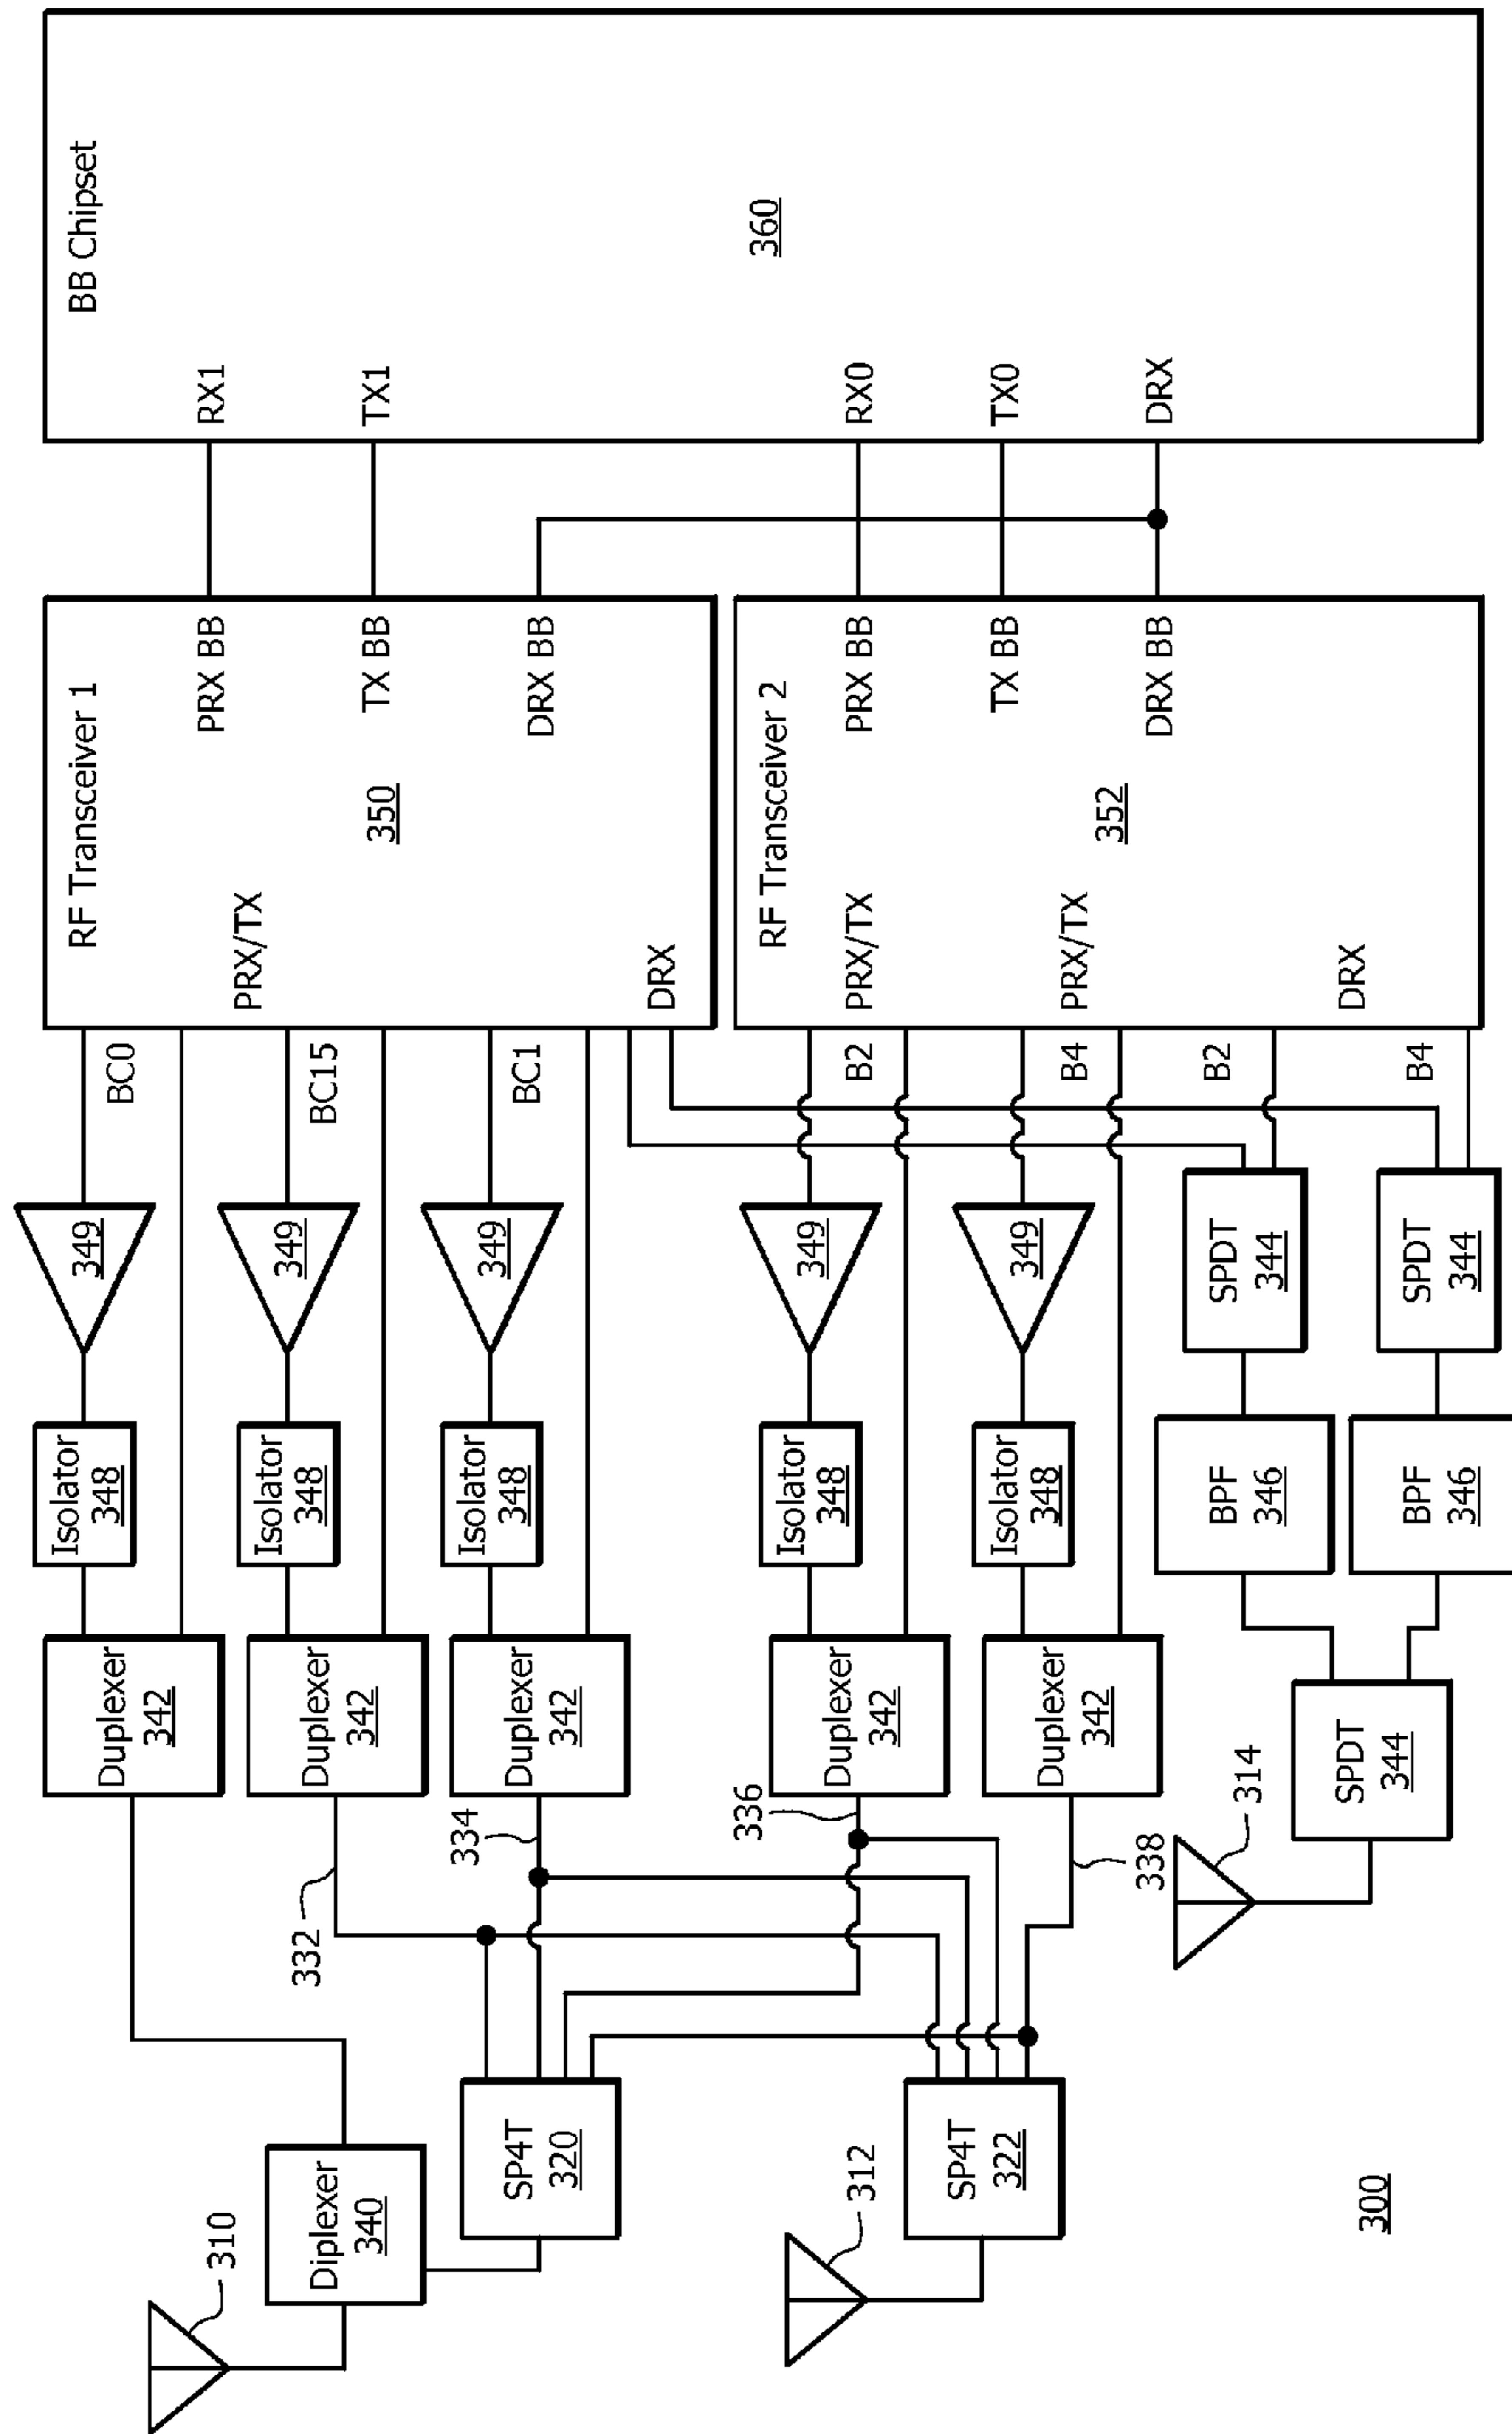 BB Chipset
360
RX1
TX1
RX0
TX0
DRX
RF Transceiver 1
350
PRX BB
TX BB
DRX BB
PRX/TX
DRX
RF Transceiver 2
352
PRX BB
TX BB
DRX BB
PRX/TX
PRX/TX
DRX
BC0
BC15
BC1
B2
B4
B2
B4
349
349
349
349
349
SPDT
344
SPDT
344
Isolator
348
Isolator
348
Isolator
348
Isolator
348
Isolator
348
BPF
346
BPF
346
Duplexer
342
Duplexer
342
Duplexer
342
Duplexer
342
Duplexer
342
SPDT
344
332
334
336
338
314
Diplexer
340
SP4T
320
SP4T
322
310
312
300